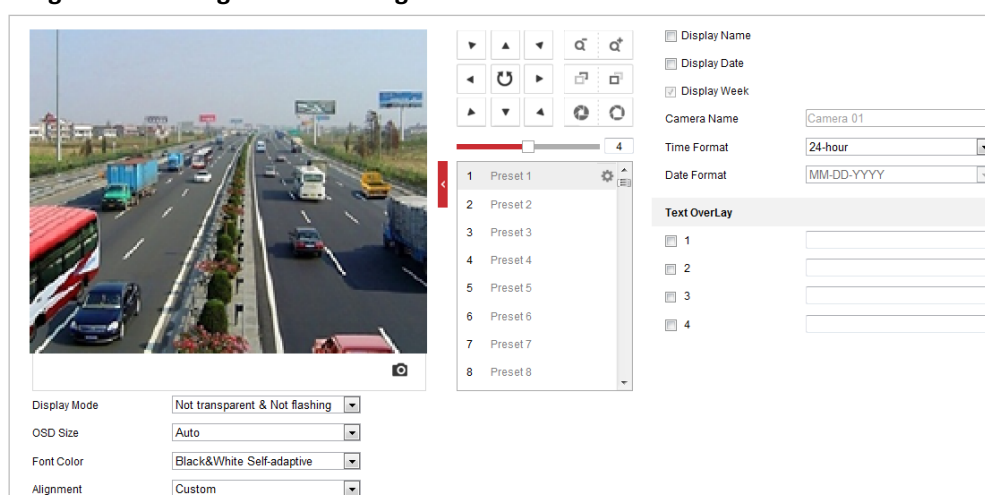 Display Name
Display Date
Display Week
Camera Name Camera 01
Time Format 24-hour
Date Format MM-DD-YYYY
4
1 Preset 1
2 Preset 2
3 Preset 3
4 Preset 4
5 Preset 5
6 Preset 6
7 Preset 7
8 Preset 8
Text OverLay
1
2
3
4
Display Mode Not transparent & Not flashing
OSD Size Auto
Font Color Black&White Self-adaptive
Alignment Custom